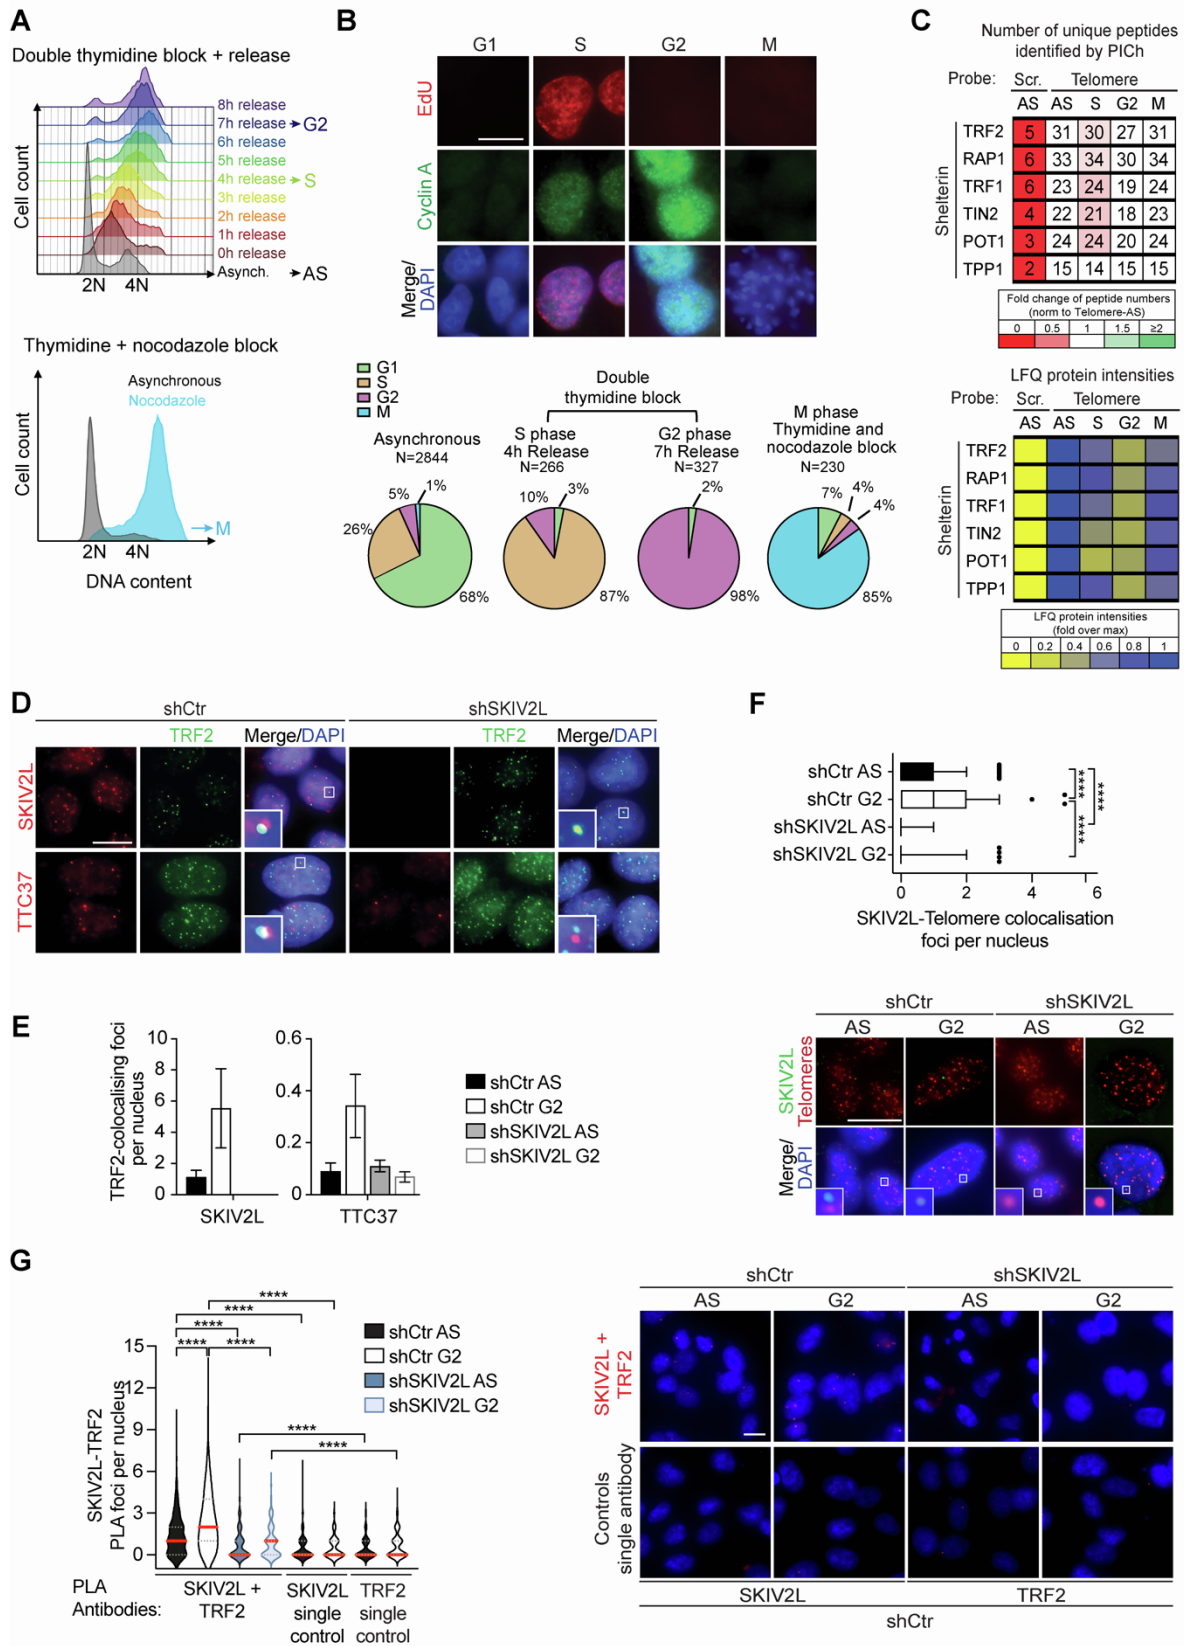 A
Double thymidine block + release
Cell count
8h release
7h release → G2
6h release
5h release
4h release → S
3h release
2h release
1h release
0h release
Asynch. → AS
2N 4N
Thymidine + nocodazole block
Cell count
Asynchronous
Nocodazole
→ M
2N 4N
DNA content
B
G1 S G2 M
EdU
Cyclin A
Merge/
DAPI
G1
S
G2
M
Double
thymidine block
Asynchronous
N=2844
S phase
4h Release
N=266
G2 phase
7h Release
N=327
M phase
Thymidine and
nocodazole block
N=230
5% 1%
26%
68%
10% 3%
87%
2%
98%
7% 4%
4%
85%
C
Number of unique peptides
identified by PICh
Probe: Scr. Telomere
AS AS S G2 M
Shelterin
TRF2 5 31 30 27 31
RAP1 6 33 34 30 34
TRF1 6 23 24 19 24
TIN2 4 22 21 18 23
POT1 3 24 24 20 24
TPP1 2 15 14 15 15
Fold change of peptide numbers
(norm to Telomere-AS)
0 0.5 1 1.5 ≥2
LFQ protein intensities
Probe: Scr. Telomere
AS AS S G2 M
Shelterin
TRF2
RAP1
TRF1
TIN2
POT1
TPP1
LFQ protein intensities
(fold over max)
0 0.2 0.4 0.6 0.8 1
D
shCtr shSKIV2L
TRF2 Merge/DAPI TRF2 Merge/DAPI
SKIV2L
TTC37
E
TRF2-colocalising foci
per nucleus
10
8
6
4
2
0
SKIV2L
0.6
0.4
0.2
0
TTC37
shCtr AS
shCtr G2
shSKIV2L AS
shSKIV2L G2
F
shCtr AS
shCtr G2
shSKIV2L AS
shSKIV2L G2
****
****
****
0 2 4 6
SKIV2L-Telomere colocalisation
foci per nucleus
shCtr shSKIV2L
AS G2 AS G2
SKIV2L
Telomeres
Merge/
DAPI
G
SKIV2L-TRF2
PLA foci per nucleus
15
12
9
6
3
0
****
****
****
**** ****
****
****
shCtr AS
shCtr G2
shSKIV2L AS
shSKIV2L G2
PLA
Antibodies:
SKIV2L +
TRF2
SKIV2L
single
control
TRF2
single
control
shCtr shSKIV2L
AS G2 AS G2
SKIV2L +
TRF2
Controls
single antibody
SKIV2L TRF2
shCtr